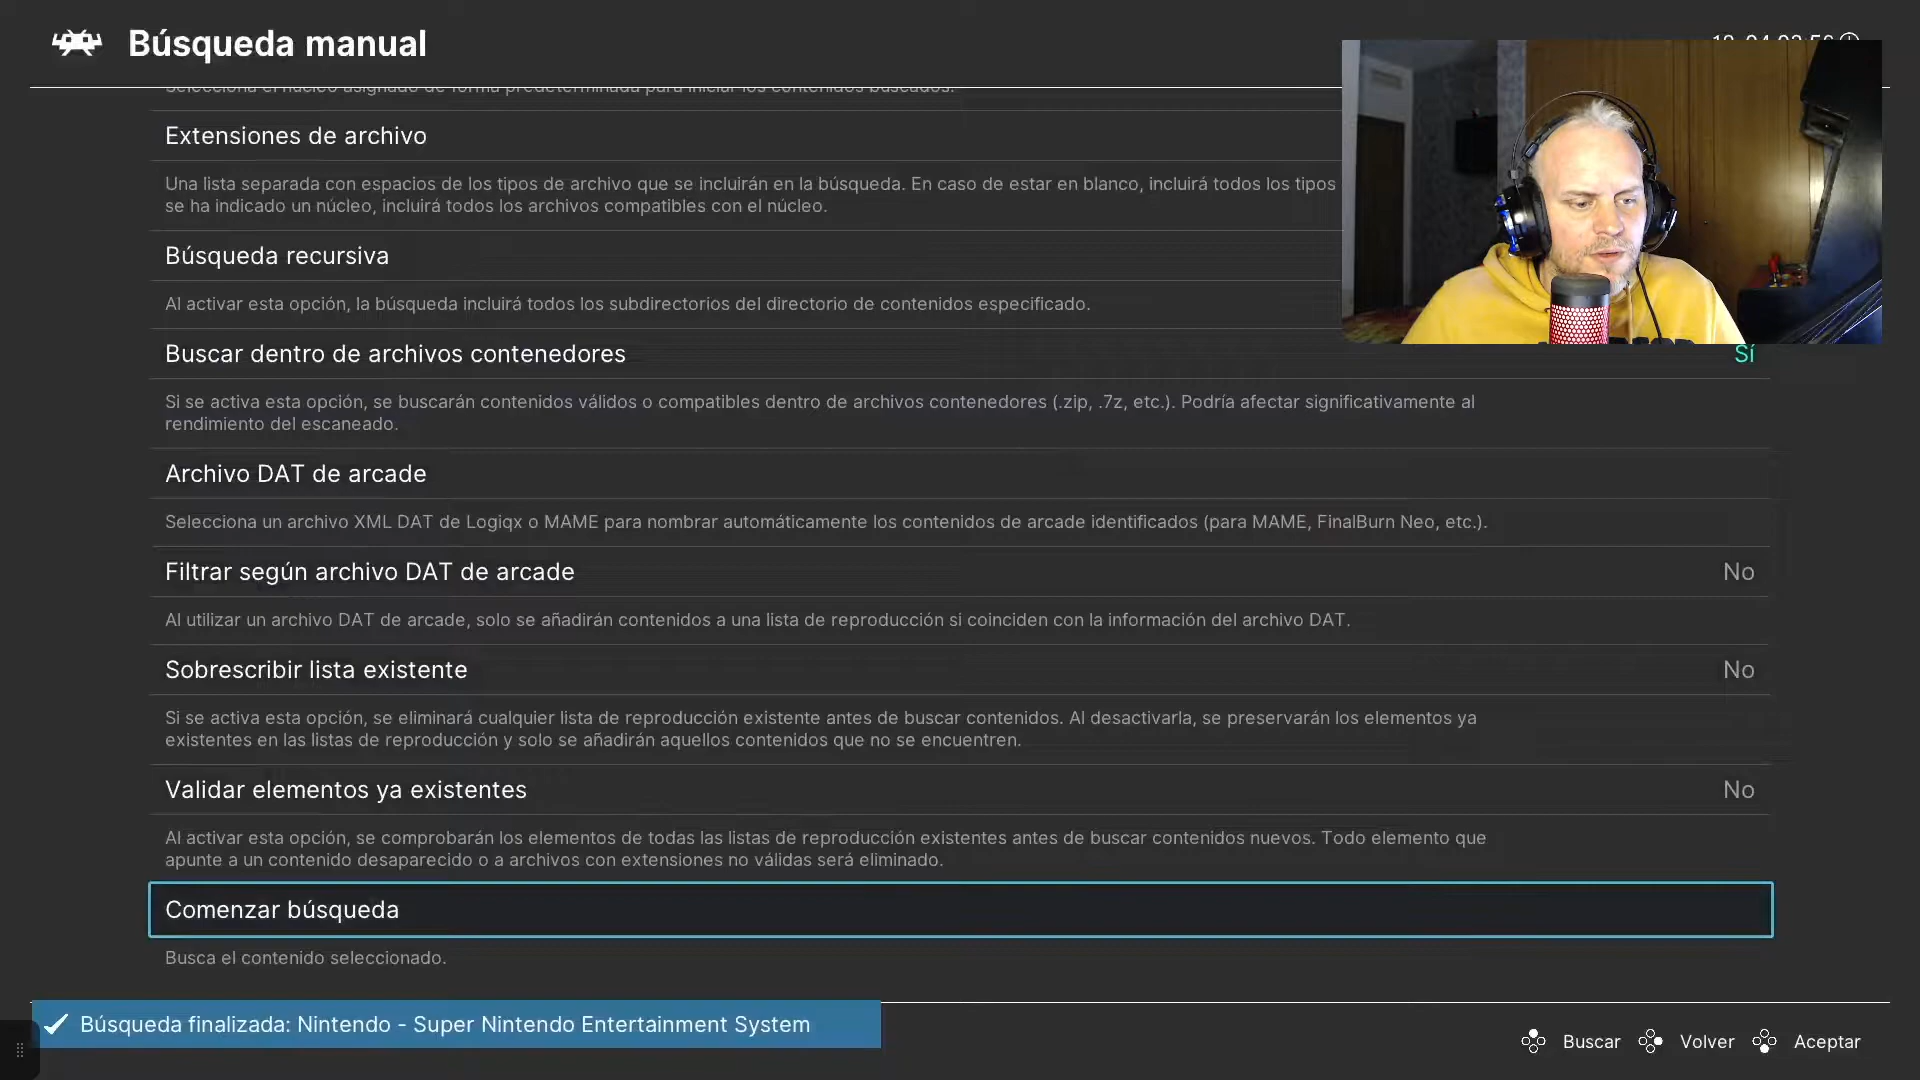 Búsqueda manual
Selecciona el núcleo asignado de forma predeterminada para iniciar los contenidos buscados.
Extensiones de archivo
Una lista separada con espacios de los tipos de archivo que se incluirán en la búsqueda. En caso de estar en blanco, incluirá todos los tipos
se ha indicado un núcleo, incluirá todos los archivos compatibles con el núcleo.
Búsqueda recursiva
Al activar esta opción, la búsqueda incluirá todos los subdirectorios del directorio de contenidos especificado.
Buscar dentro de archivos contenedores Sí
Si se activa esta opción, se buscarán contenidos válidos o compatibles dentro de archivos contenedores (.zip, .7z, etc.). Podría afectar significativamente al
rendimiento del escaneado.
Archivo DAT de arcade
Selecciona un archivo XML DAT de Logiqx o MAME para nombrar automáticamente los contenidos de arcade identificados (para MAME, FinalBurn Neo, etc.).
Filtrar según archivo DAT de arcade No
Al utilizar un archivo DAT de arcade, solo se añadirán contenidos a una lista de reproducción si coinciden con la información del archivo DAT.
Sobrescribir lista existente No
Si se activa esta opción, se eliminará cualquier lista de reproducción existente antes de buscar contenidos. Al desactivarla, se preservarán los elementos ya
existentes en las listas de reproducción y solo se añadirán aquellos contenidos que no se encuentren.
Validar elementos ya existentes No
Al activar esta opción, se comprobarán los elementos de todas las listas de reproducción existentes antes de buscar contenidos nuevos. Todo elemento que
apunte a un contenido desaparecido o a archivos con extensiones no válidas será eliminado.
Comenzar búsqueda
Busca el contenido seleccionado.
Búsqueda finalizada: Nintendo - Super Nintendo Entertainment System
Buscar Volver Aceptar